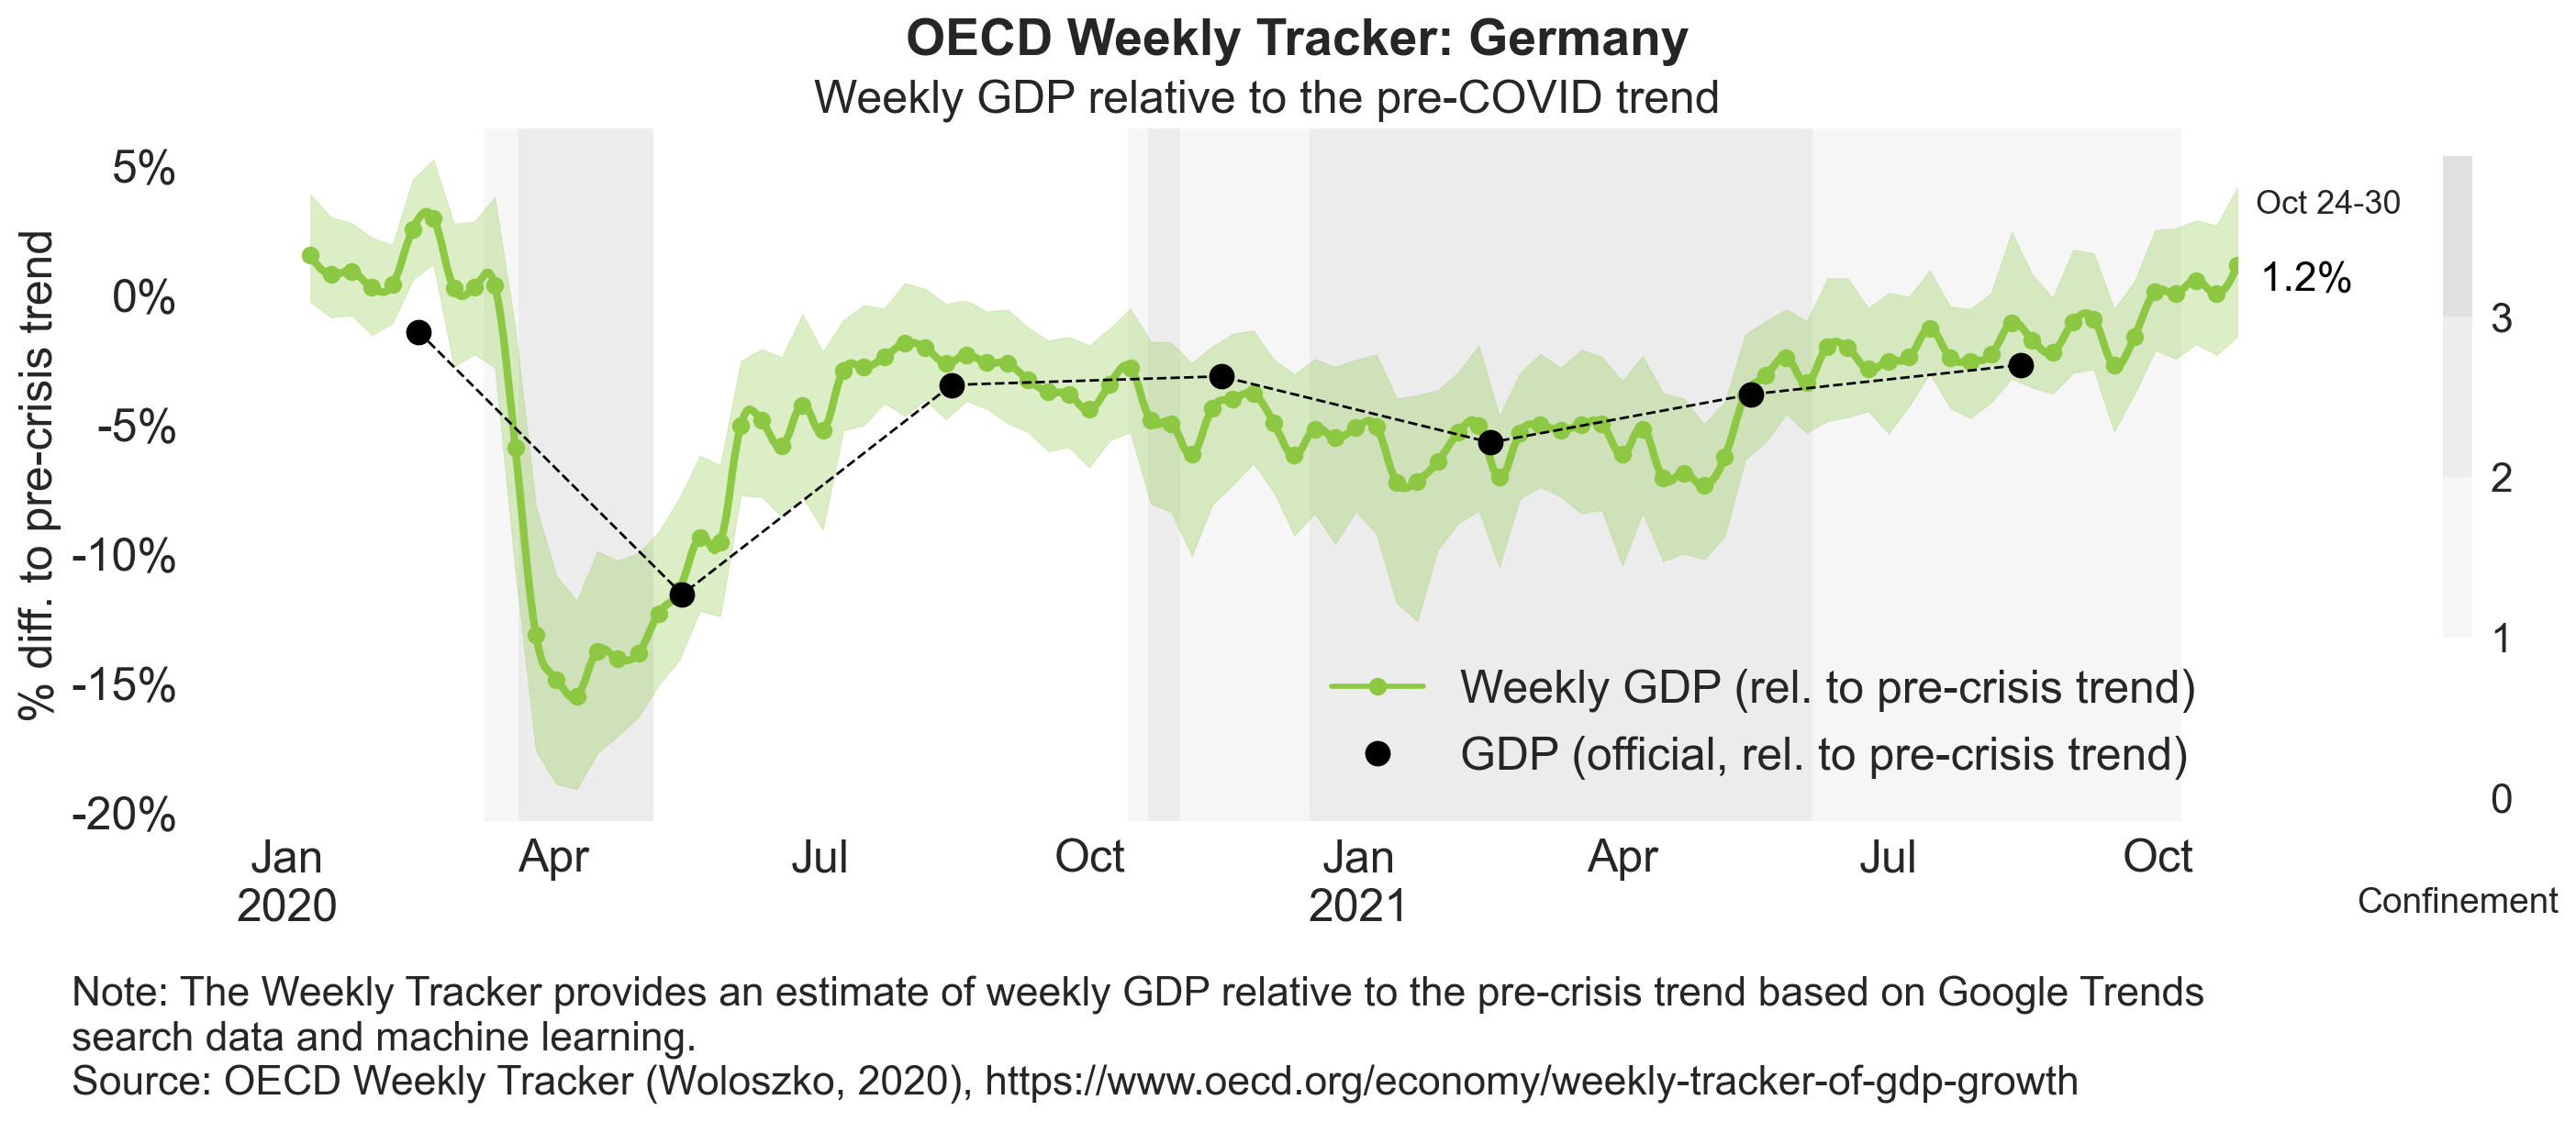 OECD Weekly Tracker: Germany
Weekly GDP relative to the pre-COVID trend
% diff. to pre-crisis trend
5%
0%
-5%
-10%
-15%
-20%
Oct 24-30
1.2%
3
2
1
0
Confinement
Weekly GDP (rel. to pre-crisis trend)
GDP (official, rel. to pre-crisis trend)
Jan Apr Jul Oct Jan Apr Jul Oct
2020 2021
Note: The Weekly Tracker provides an estimate of weekly GDP relative to the pre-crisis trend based on Google Trends
search data and machine learning.
Source: OECD Weekly Tracker (Woloszko, 2020), https://www.oecd.org/economy/weekly-tracker-of-gdp-growth